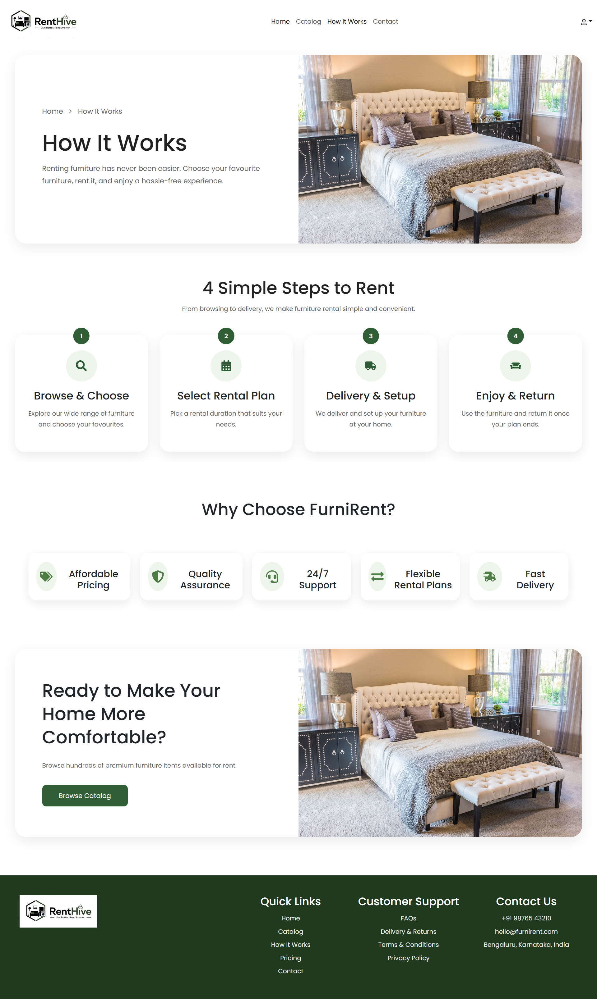 RentHive
Live Better. Rent Smarter.
Home
Catalog
How It Works
Contact
Home > How It Works
How It Works
Renting furniture has never been easier. Choose your favourite
furniture, rent it, and enjoy a hassle-free experience.
4 Simple Steps to Rent
From browsing to delivery, we make furniture rental simple and convenient.
1
Browse & Choose
Explore our wide range of furniture
and choose your favourites.
2
Select Rental Plan
Pick a rental duration that suits your
needs.
3
Delivery & Setup
We deliver and set up your furniture
at your home.
4
Enjoy & Return
Use the furniture and return it once
your plan ends.
Why Choose FurniRent?
Affordable
Pricing
Quality
Assurance
24/7
Support
Flexible
Rental Plans
Fast
Delivery
Ready to Make Your
Home More
Comfortable?
Browse hundreds of premium furniture items available for rent.
Browse Catalog
RentHive
Live Better. Rent Smarter.
Quick Links
Home
Catalog
How It Works
Pricing
Contact
Customer Support
FAQs
Delivery & Returns
Terms & Conditions
Privacy Policy
Contact Us
+91 98765 43210
hello@furnirent.com
Bengaluru, Karnataka, India